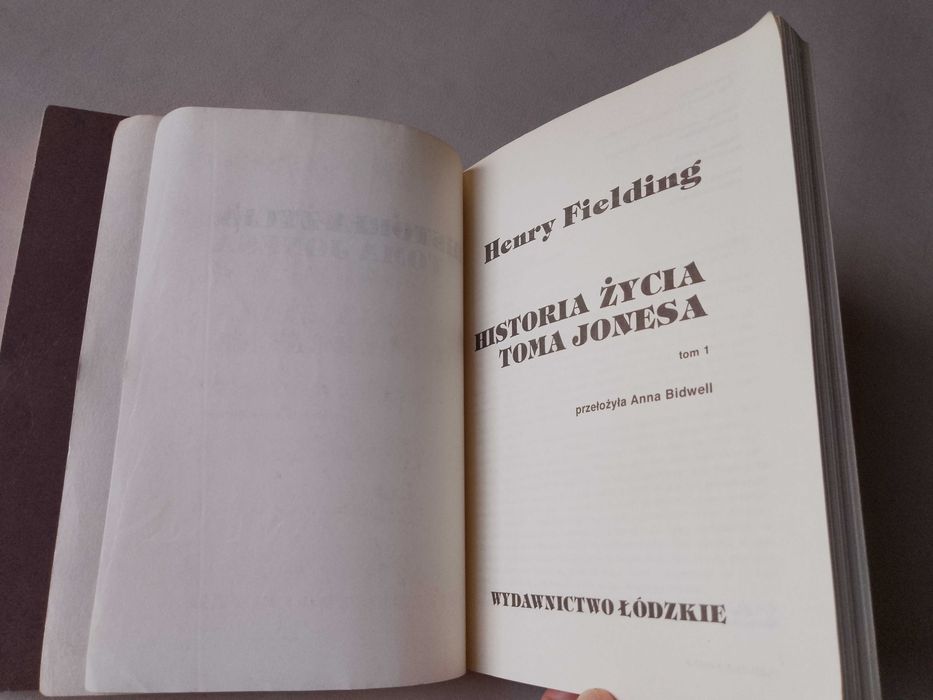 Henry Fielding
HISTORIA ŻYCIA
TOMA JONESA
tom 1
przełożyła Anna Bidwell
WYDAWNICTWO ŁÓDZKIE